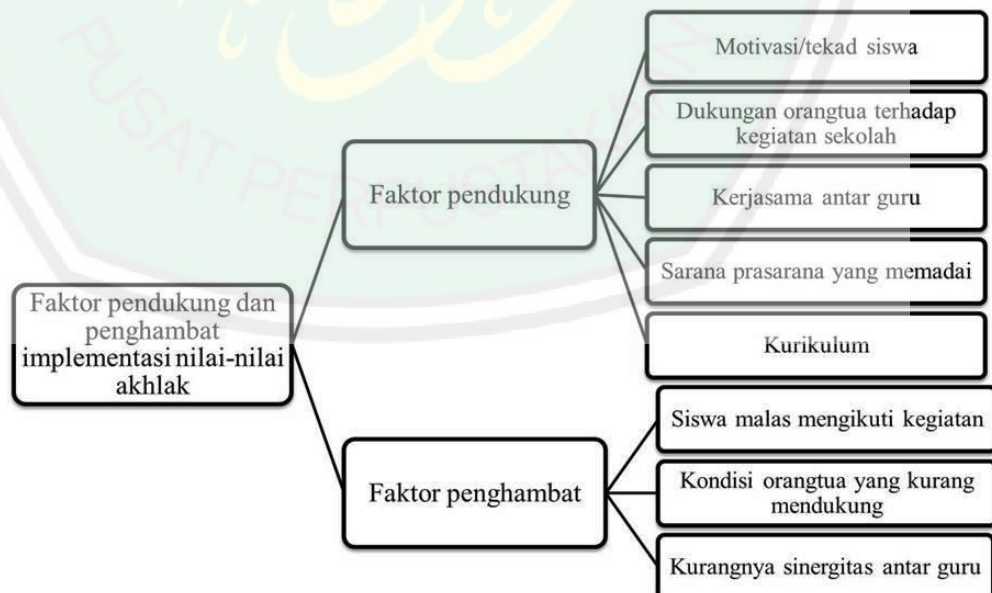 Faktor pendukung dan
penghambat
implementasi nilai-nilai
akhlak
Faktor pendukung
Motivasi/tekad siswa
Dukungan orangtua terhadap
kegiatan sekolah
Kerjasama antar guru
Sarana prasarana yang memadai
Kurikulum
Faktor penghambat
Siswa malas mengikuti kegiatan
Kondisi orangtua yang kurang
mendukung
Kurangnya sinergitas antar guru
PUSAT PERPUSTAKAAN